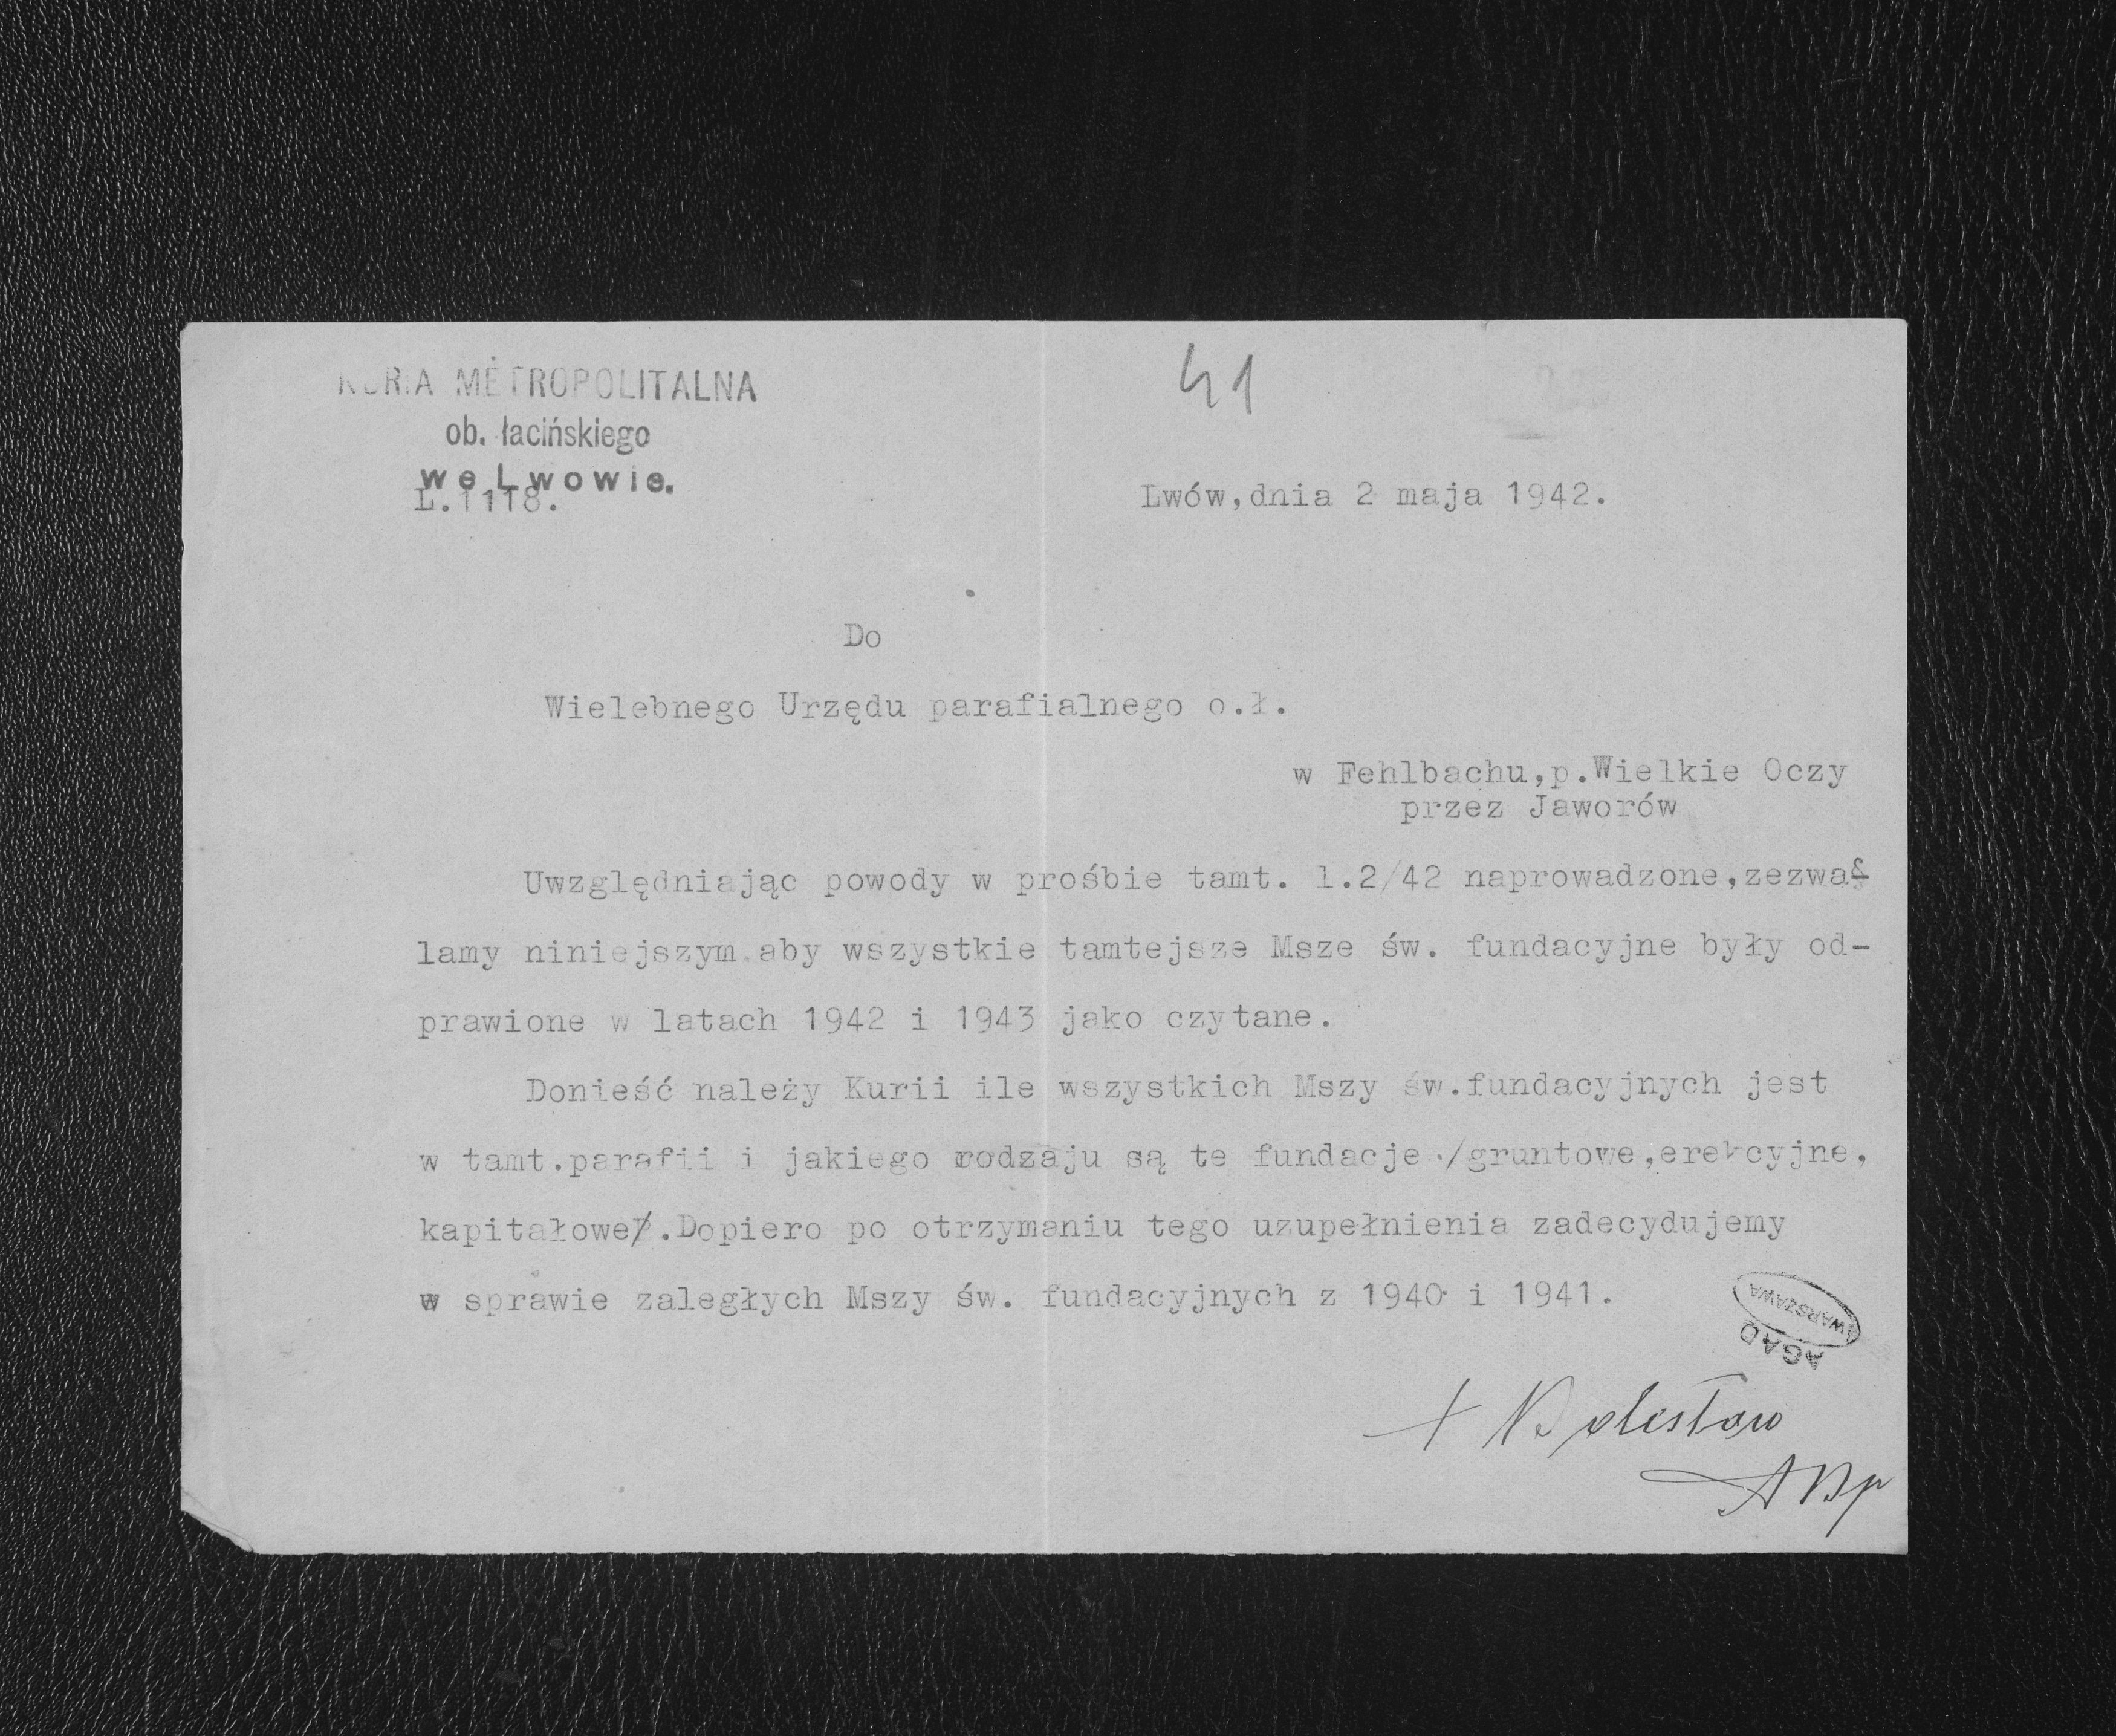 KURIA METROPOLITALNA
ob. łacińskiego
we Lwowie.
L.1118.
41
Lwów,dnia 2 maja 1942.
Do
Wielebnego Urzędu parafialnego o.ł.
w Fehlbachu,p.Wielkie Oczy
przez Jaworów
Uwzględniając powody w prośbie tamt. l.2/42 naprowadzone,zezwa-
lamy niniejszym,aby wszystkie tamtejsze Msze św. fundacyjne były od-
prawione w latach 1942 i 1943 jako czytane.
Donieść należy Kurii ile wszystkich Mszy św.fundacyjnych jest
w tamt.parafii i jakiego rodzaju są te fundacje /gruntowe,erekcyjne,
kapitałowe/.Dopiero po otrzymaniu tego uzupełnienia zadecydujemy
w sprawie zaległych Mszy św. fundacyjnych z 1940 i 1941.
WARSZAWA
AGAD
+ Bolesław
ABp